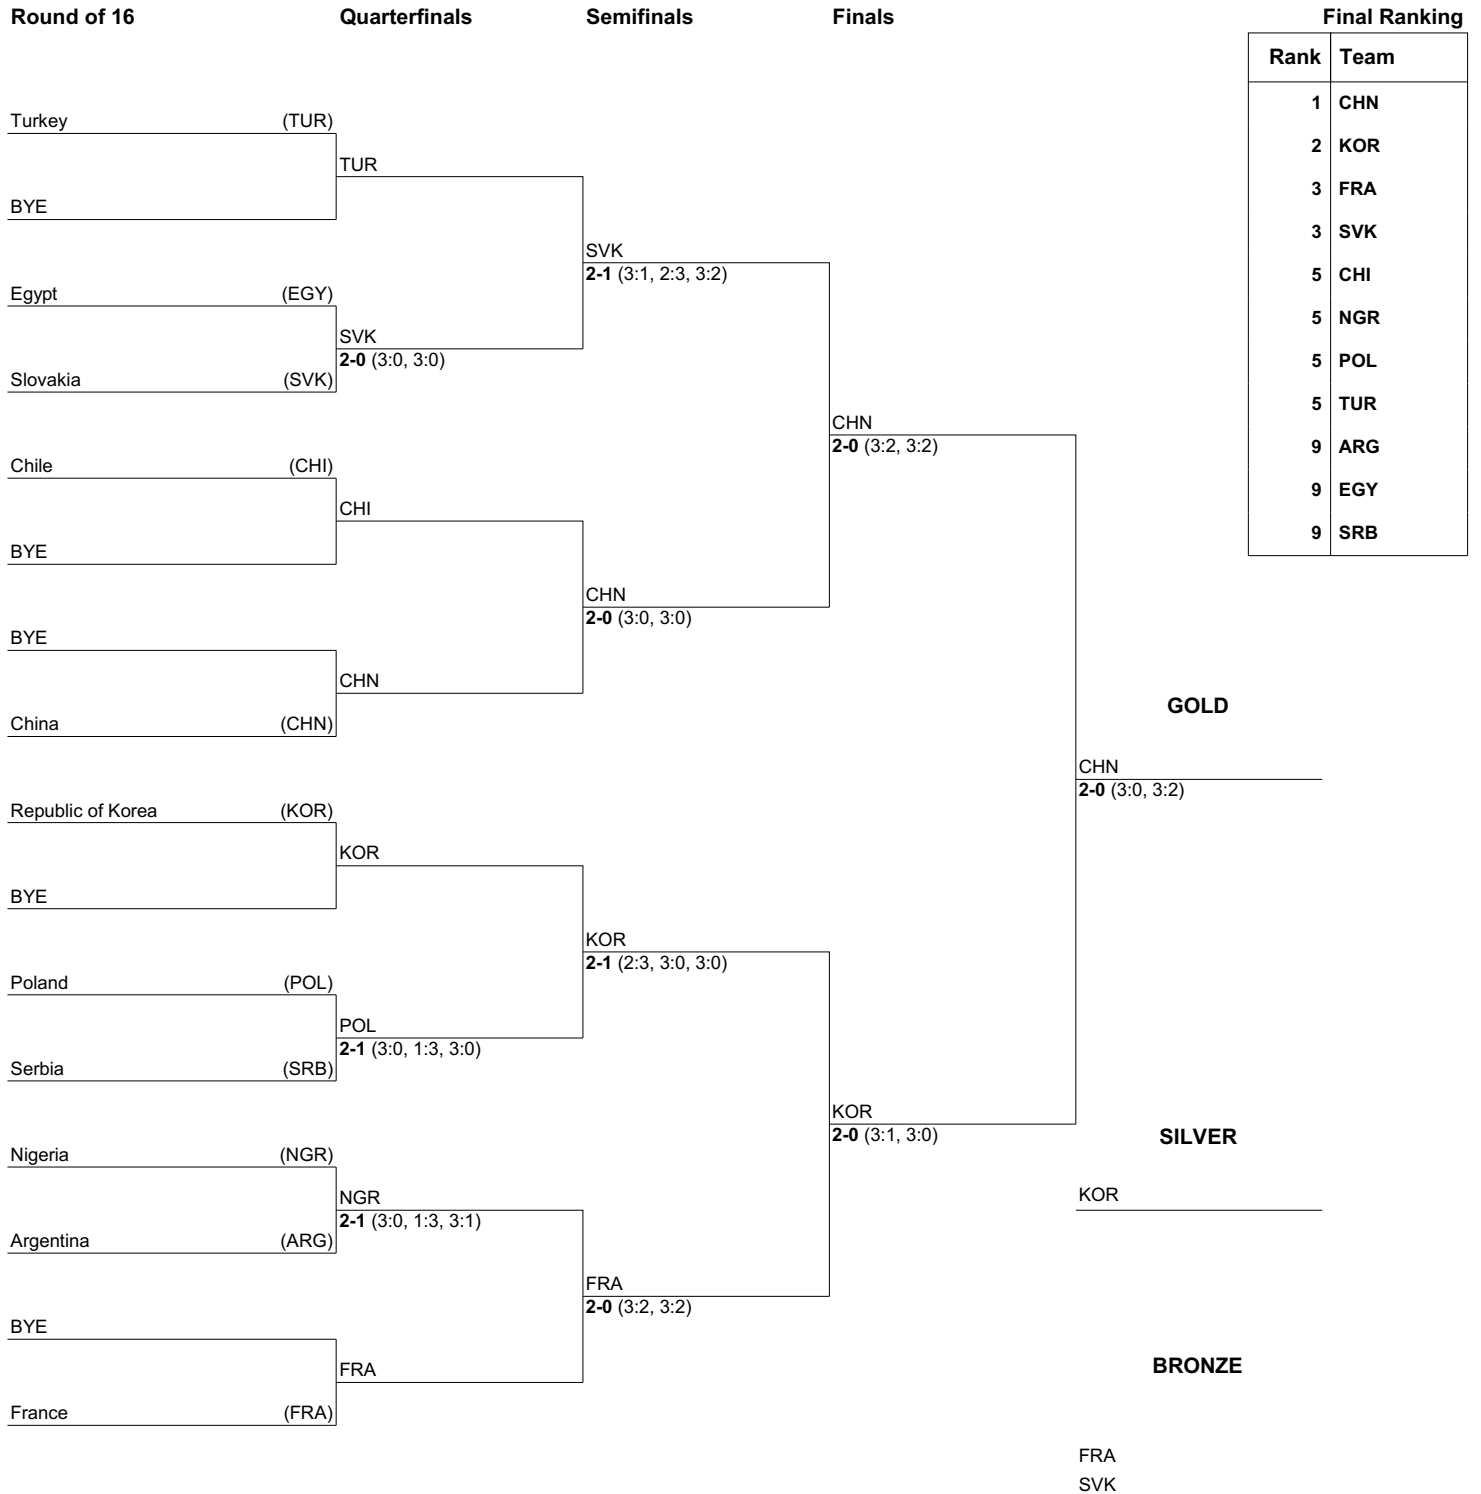 Round of 16 Quarterfinals Semifinals Finals Final Ranking
Rank Team
1 CHN
2 KOR
3 FRA
3 SVK
5 CHI
5 NGR
5 POL
5 TUR
9 ARG
9 EGY
9 SRB
Turkey (TUR)
BYE
Egypt (EGY)
Slovakia (SVK)
Chile (CHI)
BYE
BYE
China (CHN)
Republic of Korea (KOR)
BYE
Poland (POL)
Serbia (SRB)
Nigeria (NGR)
Argentina (ARG)
BYE
France (FRA)
TUR
SVK
2-0 (3:0, 3:0)
CHI
CHN
KOR
POL
2-1 (3:0, 1:3, 3:0)
NGR
2-1 (3:0, 1:3, 3:1)
FRA
SVK
2-1 (3:1, 2:3, 3:2)
CHN
2-0 (3:0, 3:0)
KOR
2-1 (2:3, 3:0, 3:0)
FRA
2-0 (3:2, 3:2)
CHN
2-0 (3:2, 3:2)
KOR
2-0 (3:1, 3:0)
GOLD
CHN
2-0 (3:0, 3:2)
SILVER
KOR
BRONZE
FRA
SVK